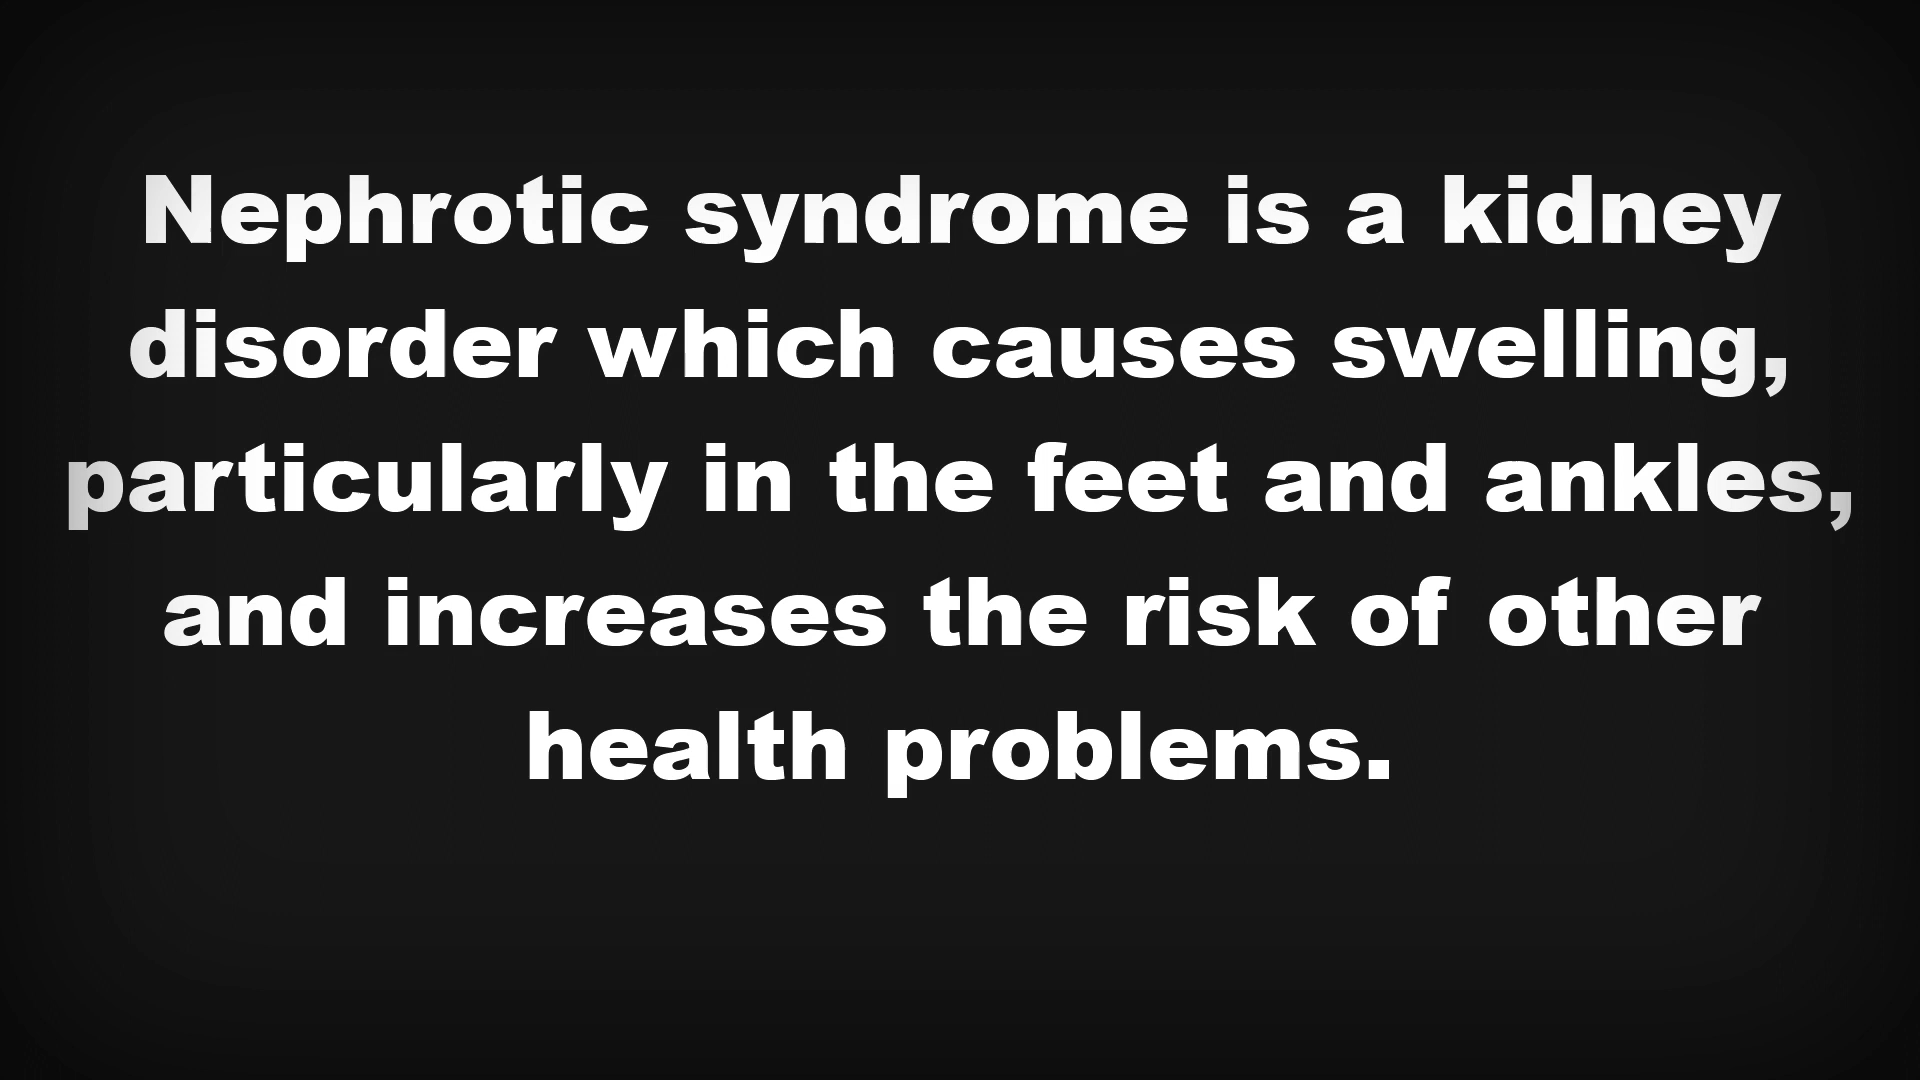 Nephrotic syndrome is a kidney
disorder which causes swelling,
particularly in the feet and ankles,
and increases the risk of other
health problems.